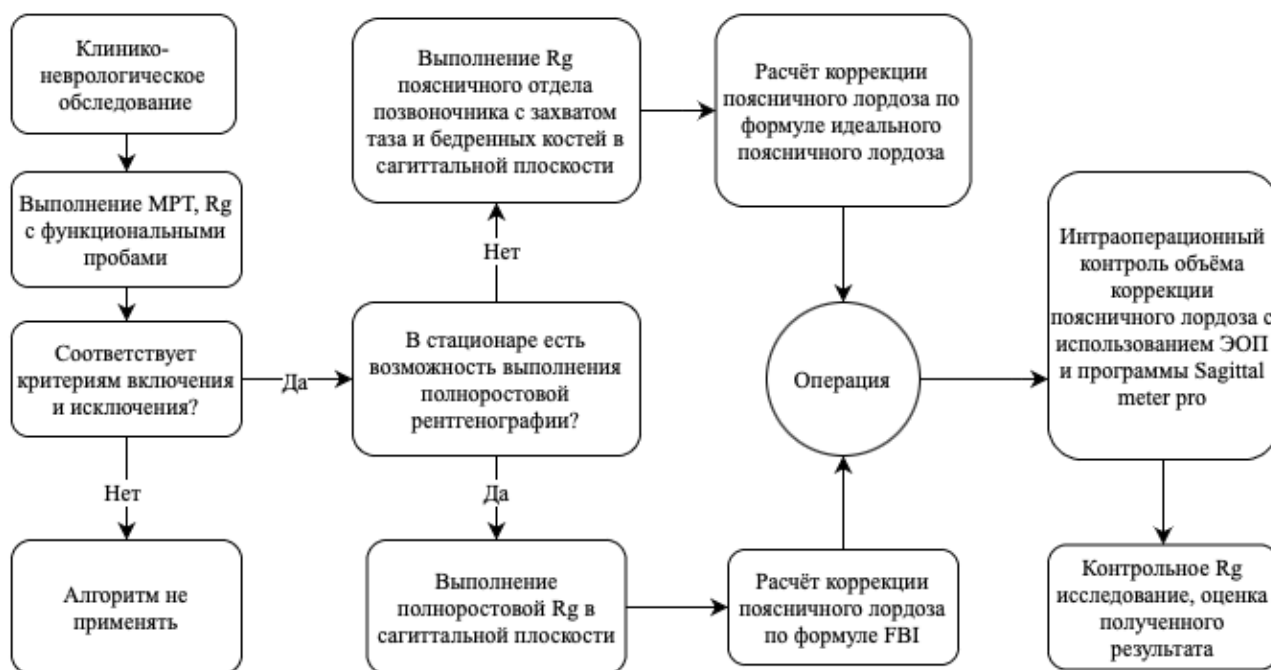 Клинико-
неврологическое
обследование
Выполнение МРТ, Rg
с функциональными
пробами
Соответствует
критериям включения
и исключения?
Да
Нет
Алгоритм не
применять
Выполнение Rg
поясничного отдела
позвоночника с захватом
таза и бедренных костей в
сагиттальной плоскости
Нет
В стационаре есть
возможность выполнения
полноростовой
рентгенографии?
Да
Выполнение
полноростовой Rg в
сагиттальной плоскости
Расчёт коррекции
поясничного лордоза по
формуле идеального
поясничного лордоза
Операция
Расчёт коррекции
поясничного лордоза
по формуле FBI
Интраоперационный
контроль объёма
коррекции
поясничного лордоза с
использованием ЭОП
и программы Sagittal
meter pro
Контрольное Rg
исследование, оценка
полученного
результата